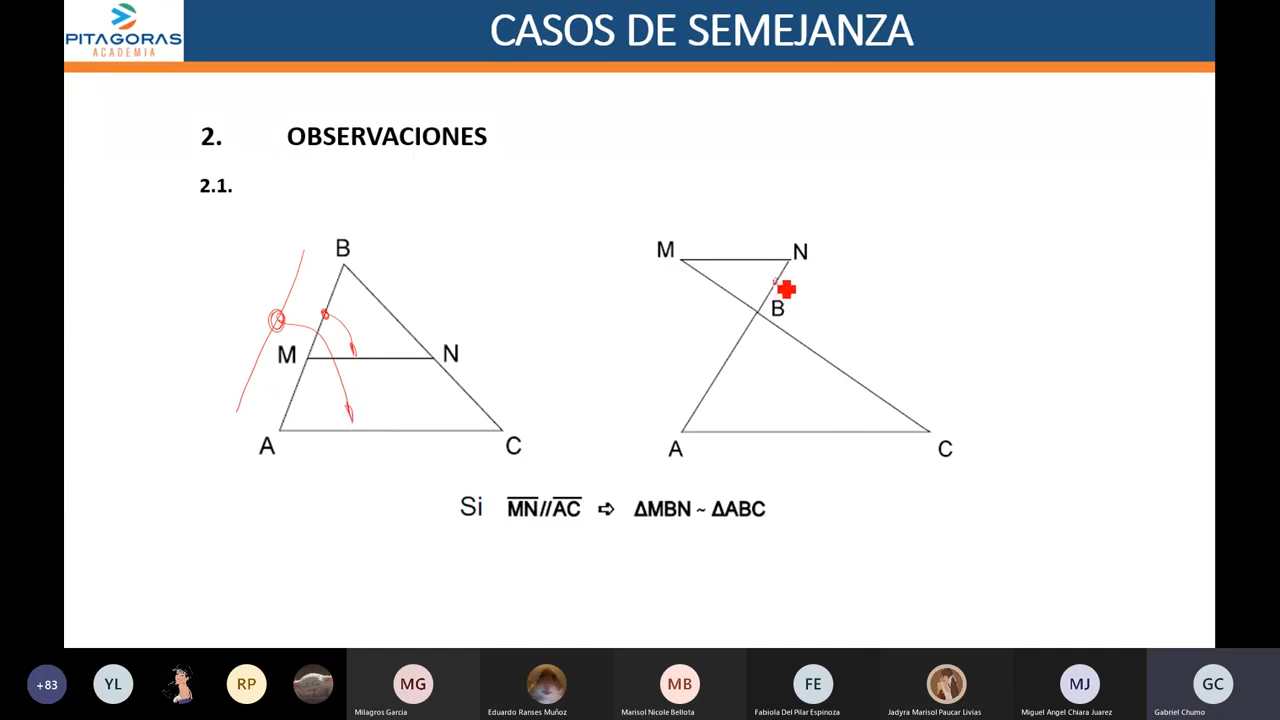 PITAGORAS
ACADEMIA
CASOS DE SEMEJANZA
2. OBSERVACIONES
2.1.
B
M N
A C
M N
B
A C
Si MN//AC ➩ ΔMBN ~ ΔABC
+83 YL RP MG MB FE MJ GC
Milagros Garcia Eduardo Ranses Muñoz Marisol Nicole Bellota Fabiola Del Pilar Espinoza Jadyra Marisol Paucar Livias Miguel Angel Chiara Juarez Gabriel Chumo